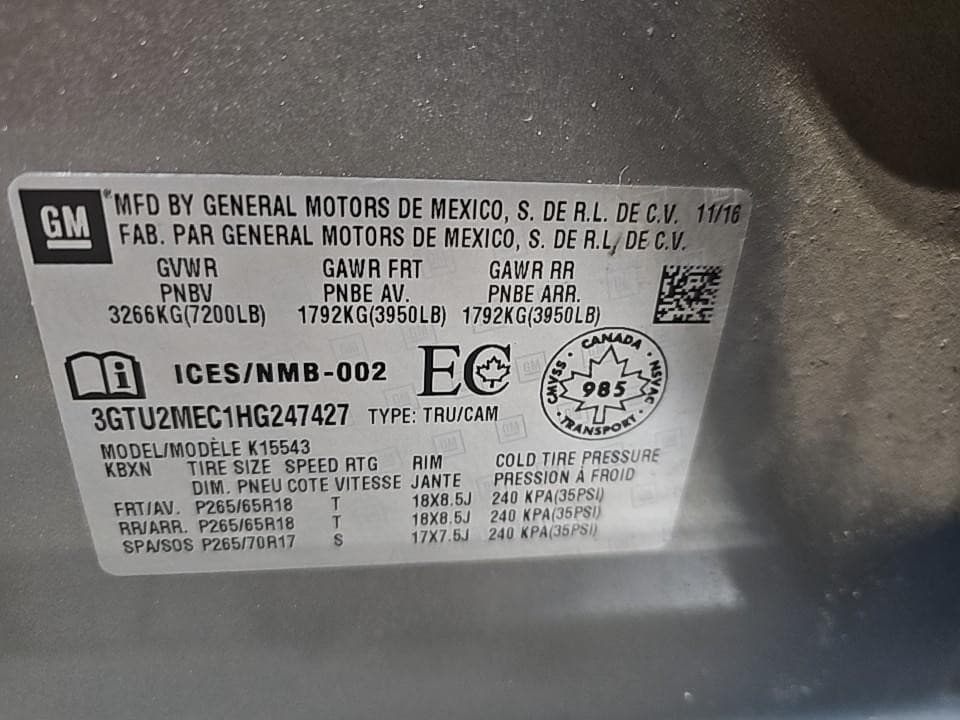 GM
MFD BY GENERAL MOTORS DE MEXICO, S. DE R.L. DE C.V. 11/16
FAB. PAR GENERAL MOTORS DE MEXICO, S. DE R.L. DE C.V.
GVWR GAWR FRT GAWR RR
PNBV PNBE AV. PNBE ARR.
3266KG(7200LB) 1792KG(3950LB) 1792KG(3950LB)
i ICES/NMB-002 EC
CANADA CMVSS NSVAC 985 TRANSPORT
3GTU2MEC1HG247427 TYPE: TRU/CAM
MODEL/MODÈLE K15543
KBXN TIRE SIZE SPEED RTG RIM COLD TIRE PRESSURE
DIM. PNEU COTE VITESSE JANTE PRESSION À FROID
FRT/AV. P265/65R18 T 18X8.5J 240 KPA(35PSI)
RR/ARR. P265/65R18 T 18X8.5J 240 KPA(35PSI)
SPA/SOS P265/70R17 S 17X7.5J 240 KPA(35PSI)